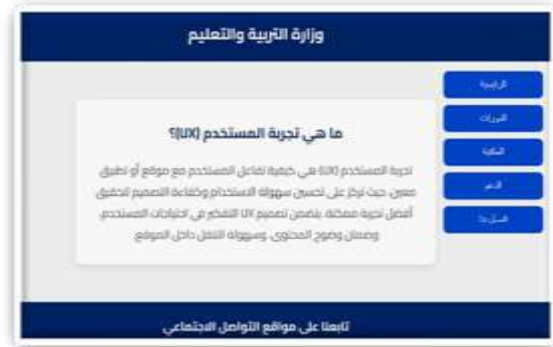 وزارة التربية والتعليم
الرئيسية
الدورات
المكتبة
الدعم
اتصل بنا
ما هي تجربة المستخدم (UX)؟
تجربة المستخدم (UX) هي كيفية تفاعل المستخدم مع موقع أو تطبيق
معين، حيث تركز على تحسين سهولة الاستخدام وكفاءة التصميم لتحقيق
أفضل تجربة ممكنة. يتضمن تصميم UX التفكير في احتياجات المستخدم،
وضمان وضوح المحتوى، وسهولة التنقل داخل الموقع.
تابعنا على مواقع التواصل الاجتماعي